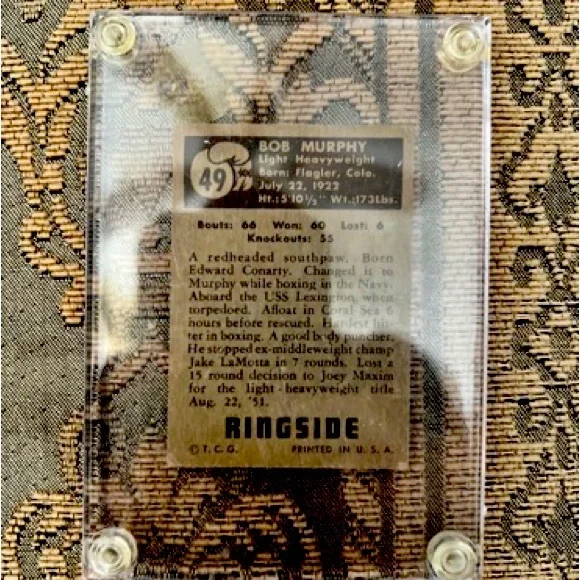 49
BOB MURPHY
Light Heavyweight
Born: Flagler, Colo.
July 22, 1922
Ht.: 5'10½" Wt.: 173Lbs.
Bouts: 66 Won: 60 Lost: 6
Knockouts: 55
A redheaded southpaw. Born
Edward Conarty. Changed it to
Murphy while boxing in the Navy.
Aboard the USS Lexington when
torpedoed. Afloat in Coral Sea 6
hours before rescued. Hardest hit-
ter in boxing. A good body puncher.
He stopped ex-middleweight champ
Jake LaMotta in 7 rounds. Lost a
15 round decision to Joey Maxim
for the light-heavyweight title
Aug. 22, '51.
RINGSIDE
© T. C. G. PRINTED IN U. S. A.